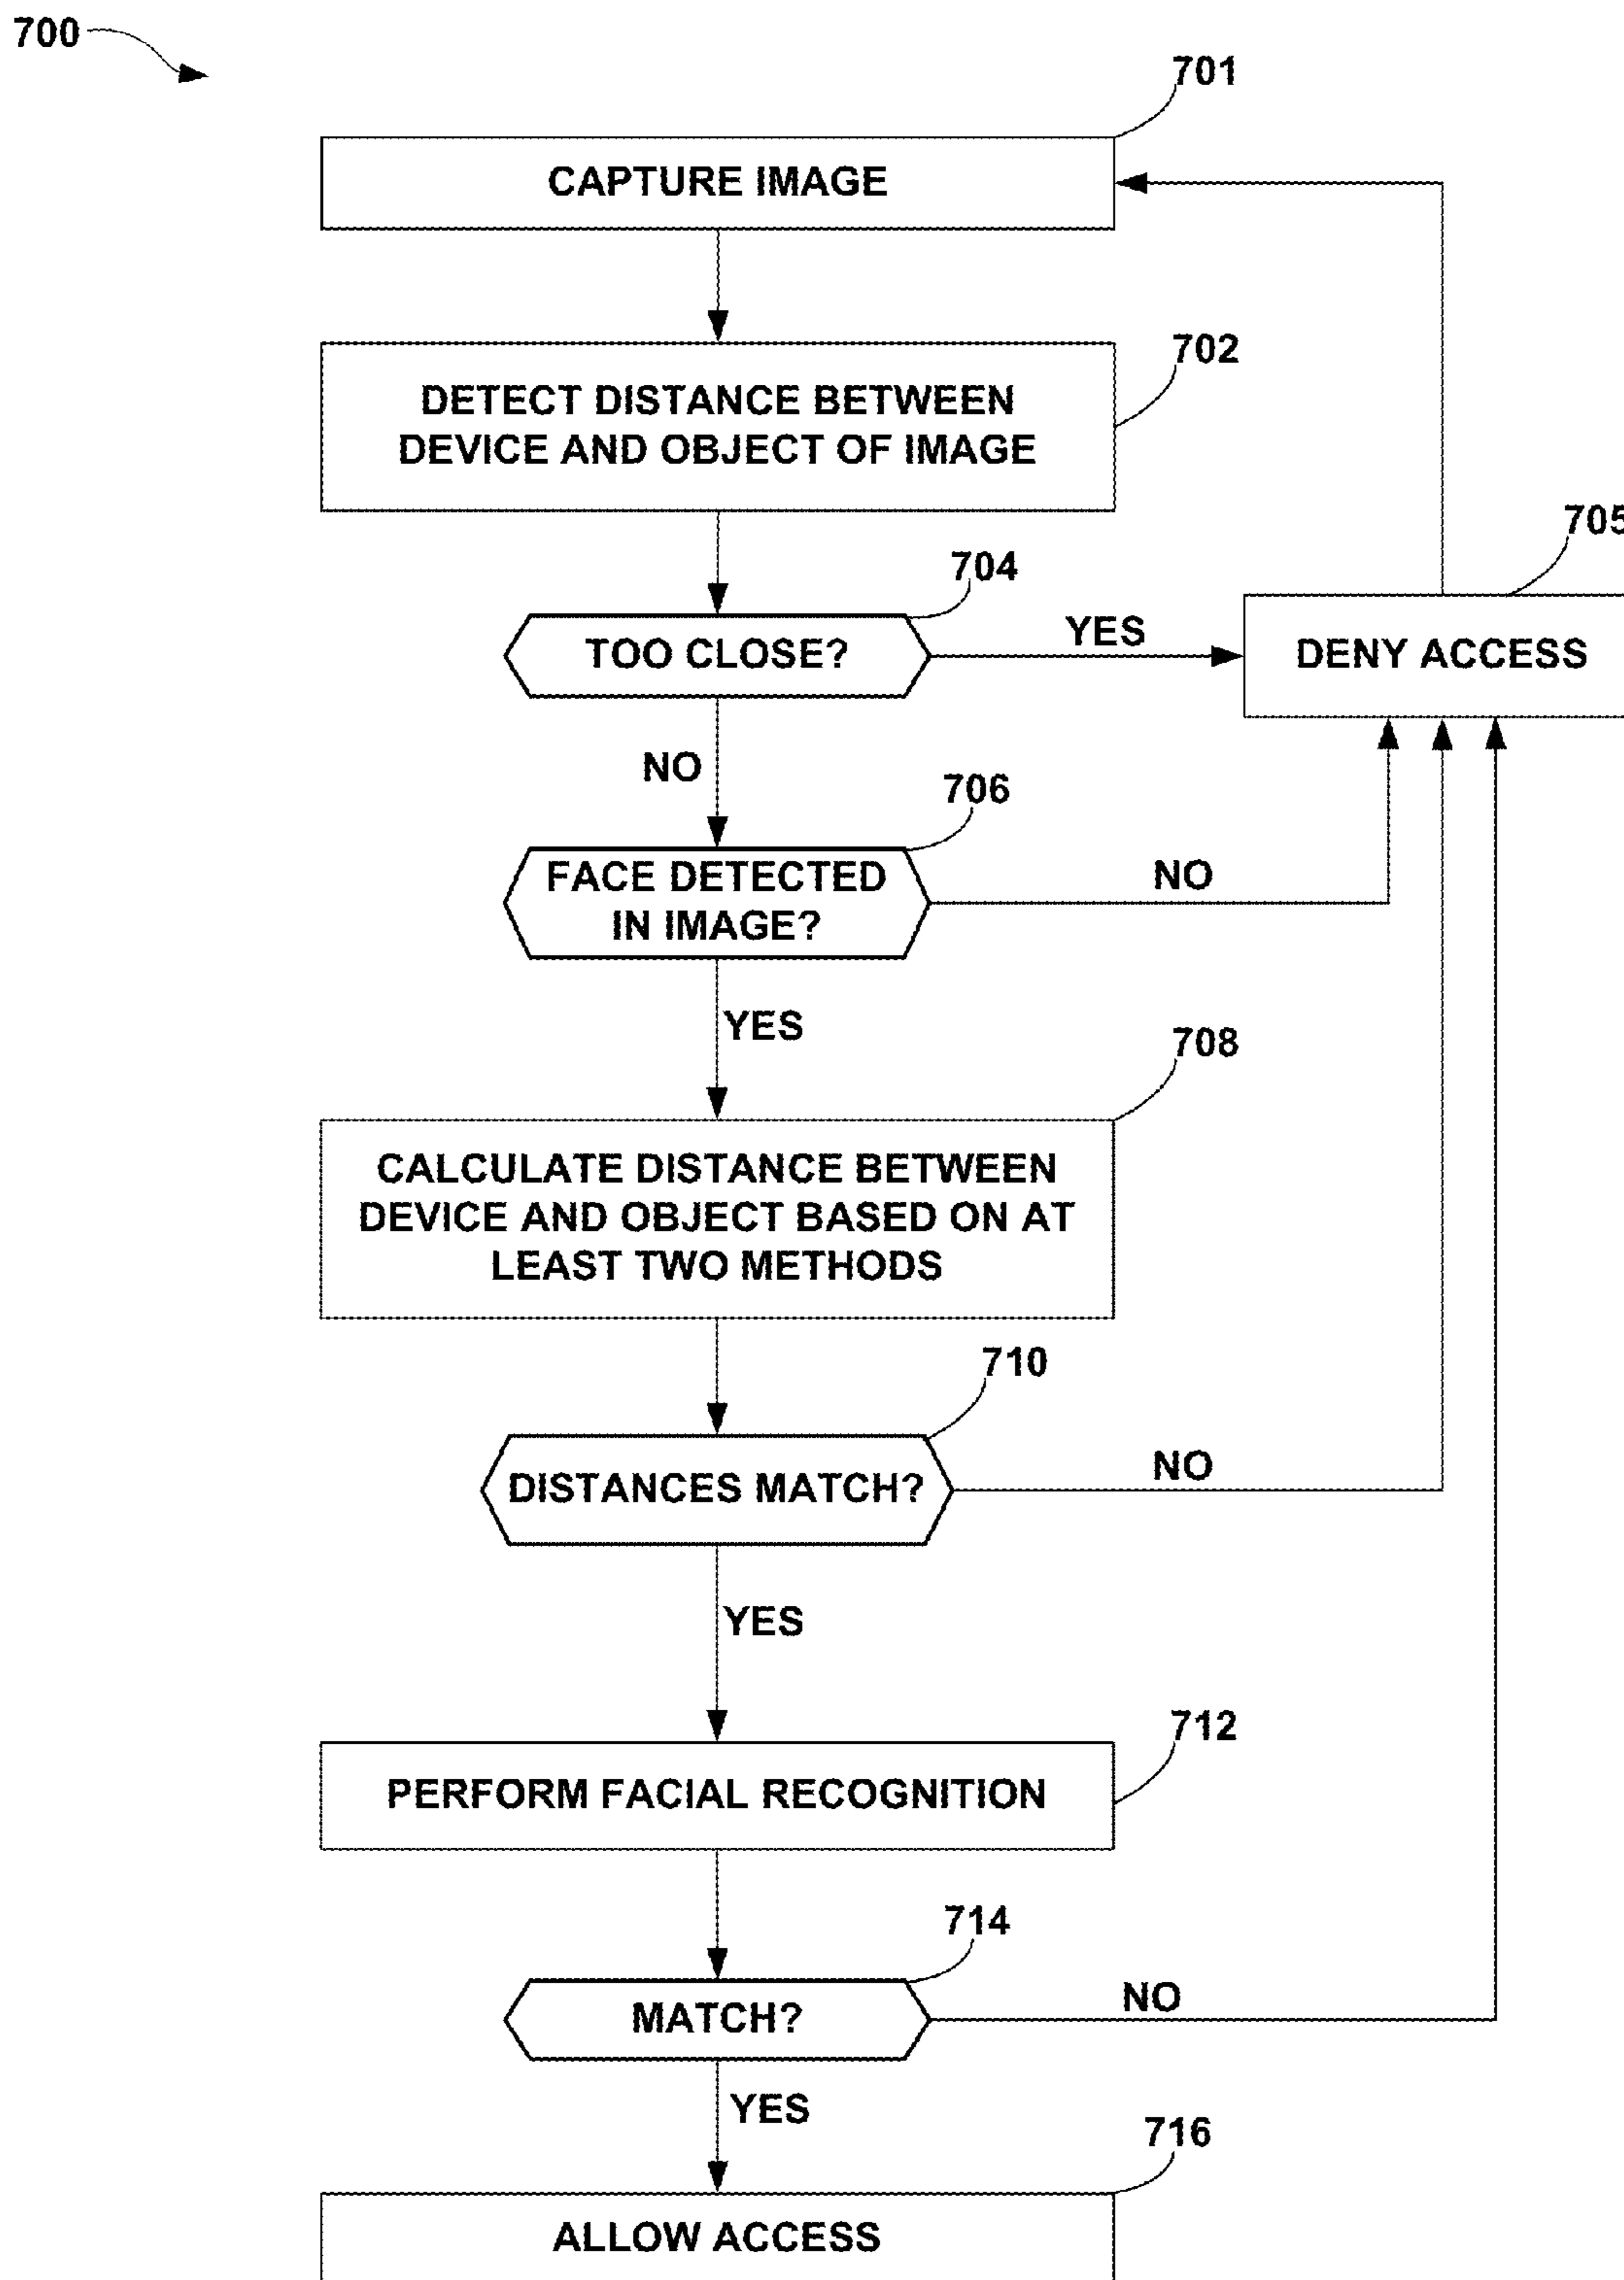 700
701
CAPTURE IMAGE
702
DETECT DISTANCE BETWEEN
DEVICE AND OBJECT OF IMAGE
704
705
TOO CLOSE?
YES
DENY ACCESS
NO
706
FACE DETECTED
IN IMAGE?
NO
YES
708
CALCULATE DISTANCE BETWEEN
DEVICE AND OBJECT BASED ON AT
LEAST TWO METHODS
710
DISTANCES MATCH?
NO
YES
712
PERFORM FACIAL RECOGNITION
714
MATCH?
NO
YES
716
ALLOW ACCESS